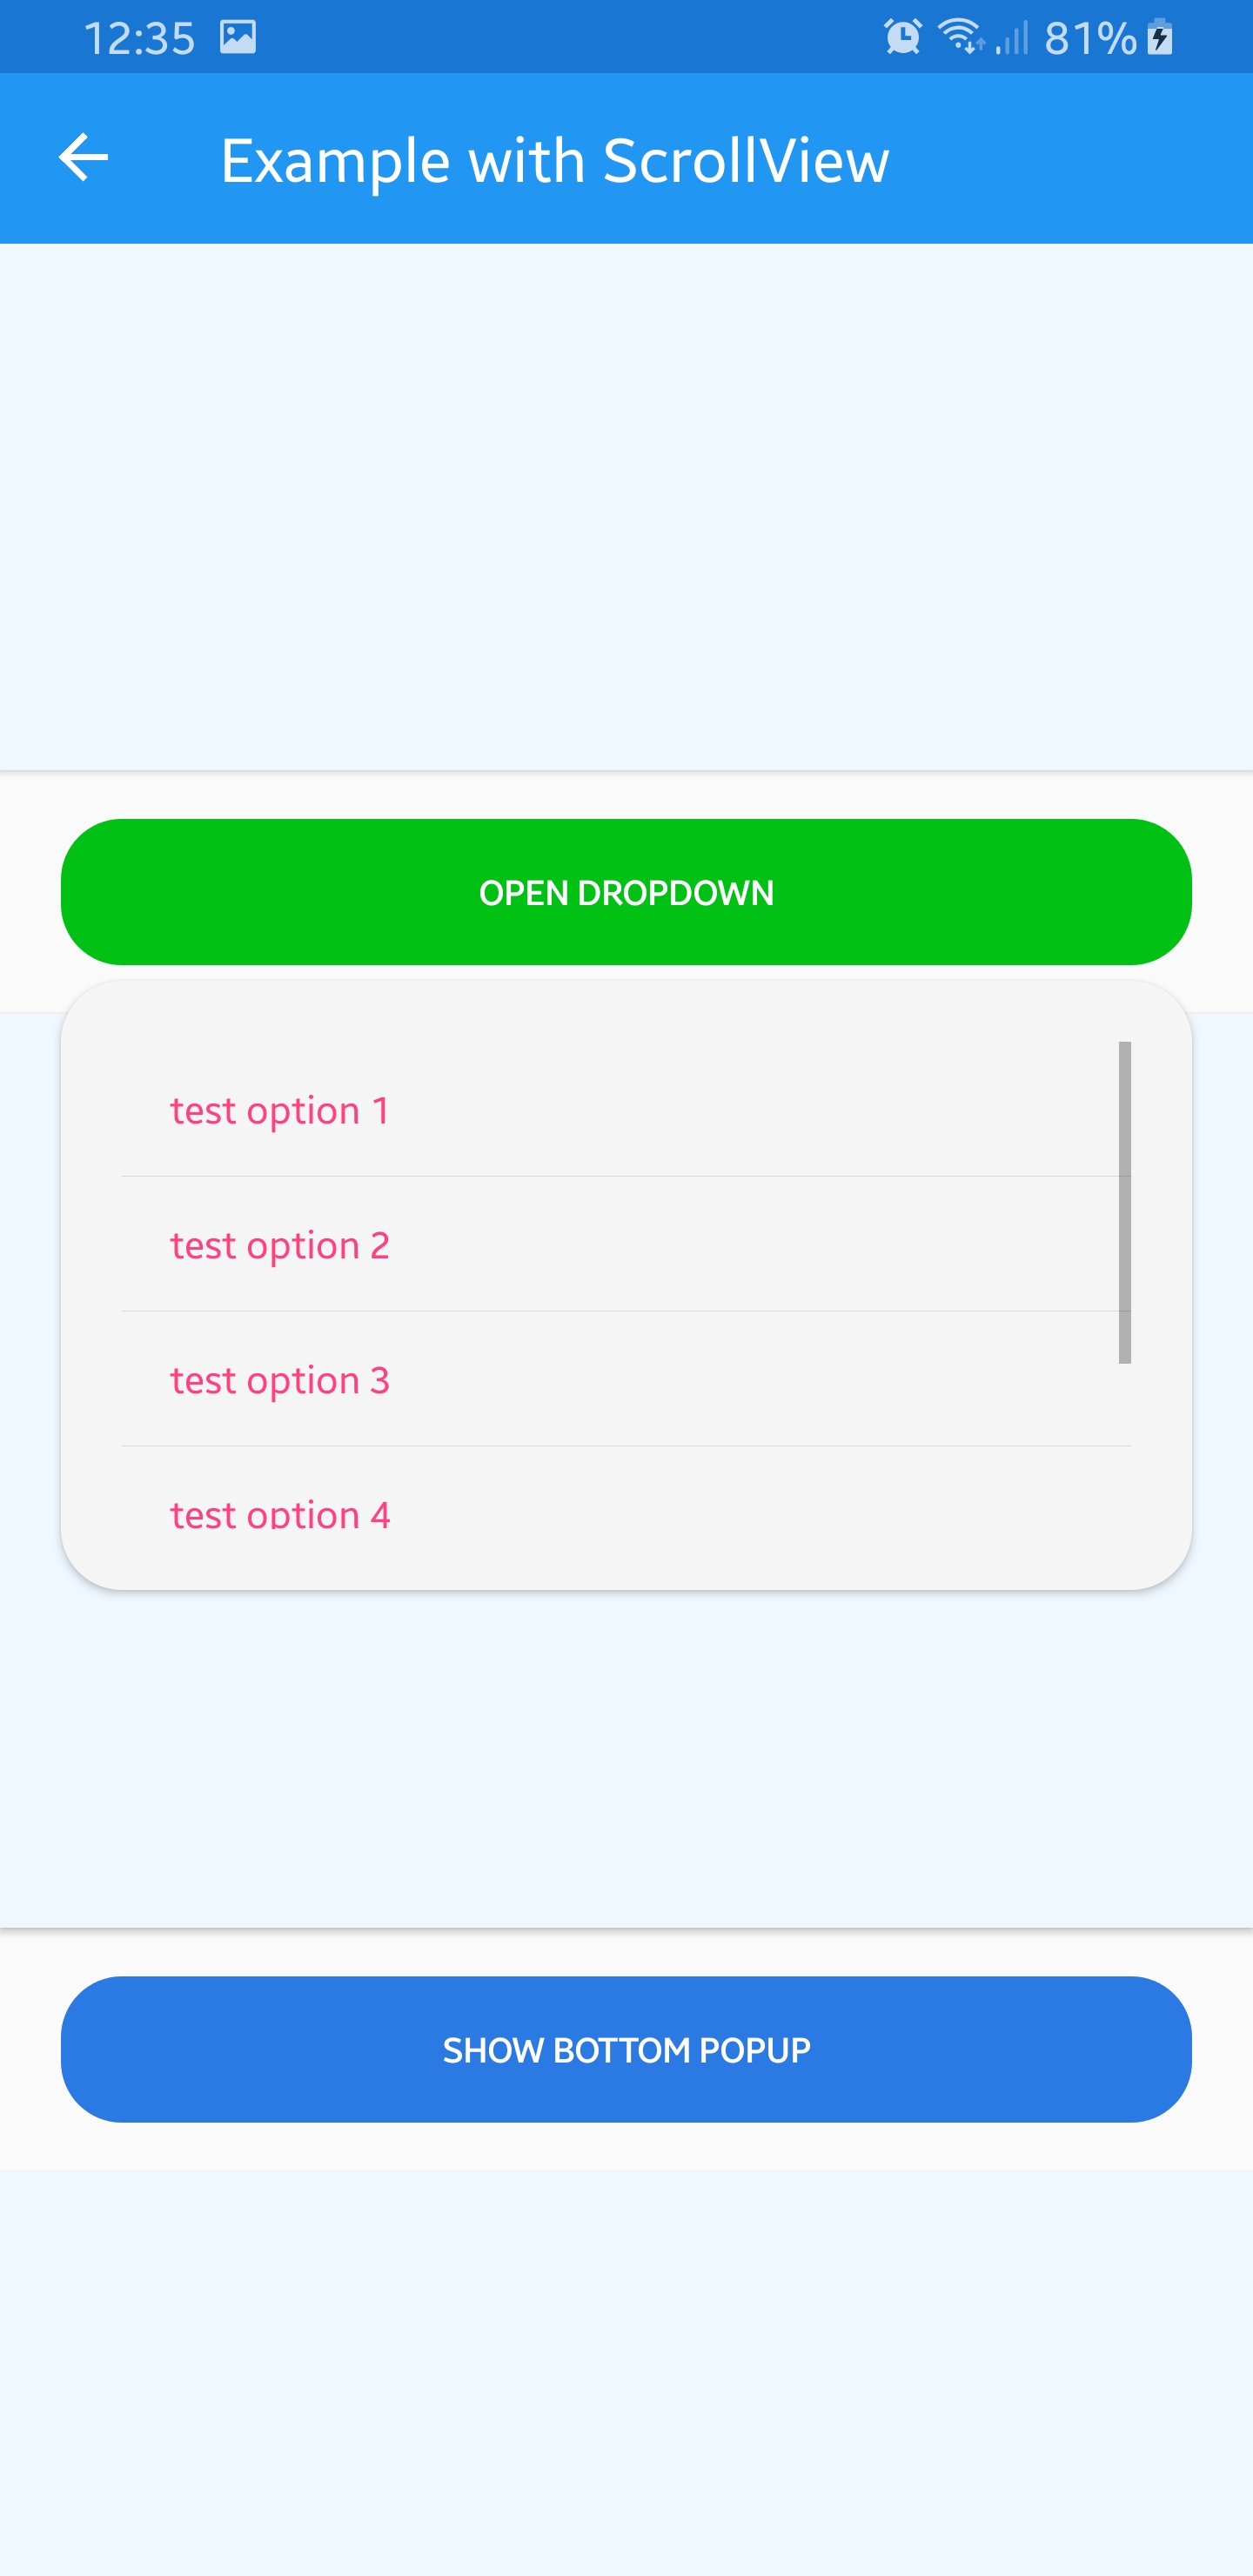 12:35
81%
Example with ScrollView
OPEN DROPDOWN
test option 1
test option 2
test option 3
test option 4
SHOW BOTTOM POPUP